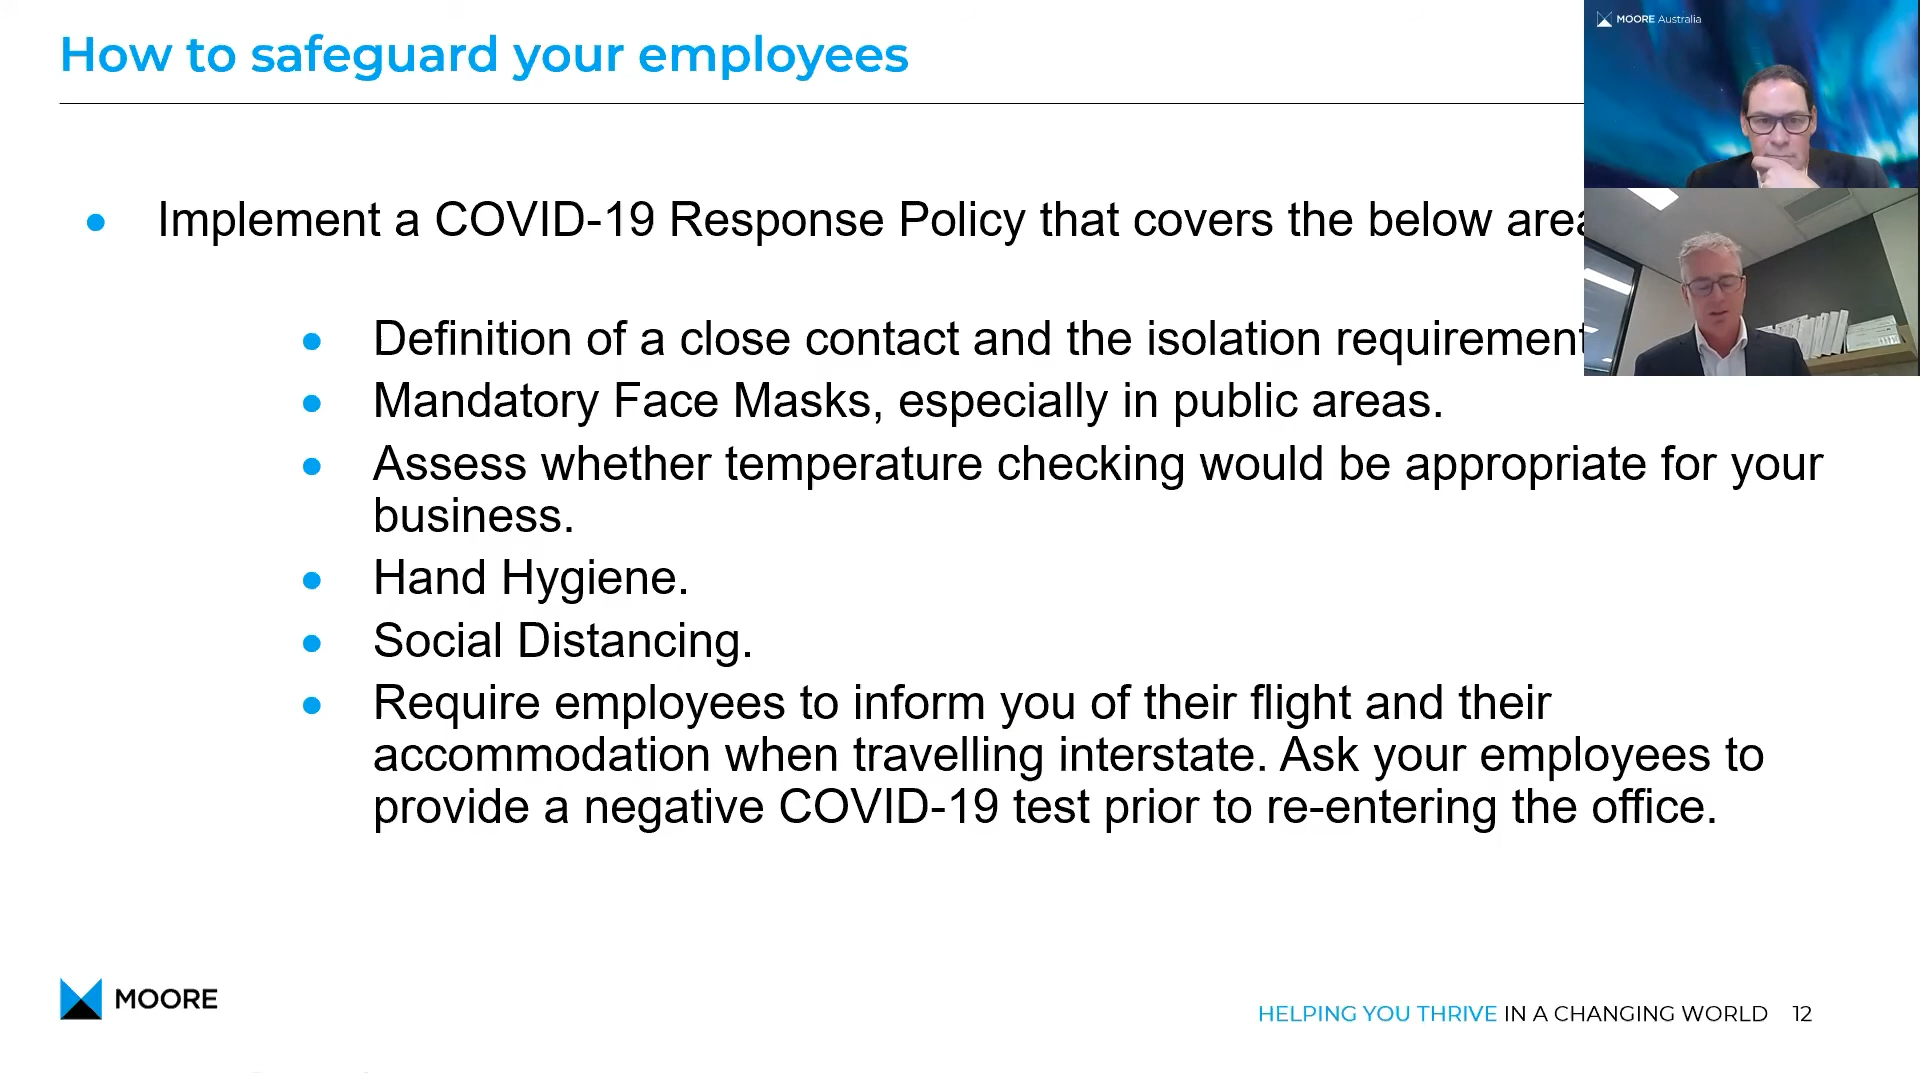 How to safeguard your employees
MOORE Australia
Implement a COVID-19 Response Policy that covers the below area
Definition of a close contact and the isolation requirement
Mandatory Face Masks, especially in public areas.
Assess whether temperature checking would be appropriate for your
business.
Hand Hygiene.
Social Distancing.
Require employees to inform you of their flight and their
accommodation when travelling interstate. Ask your employees to
provide a negative COVID-19 test prior to re-entering the office.
MOORE
HELPING YOU THRIVE IN A CHANGING WORLD 12